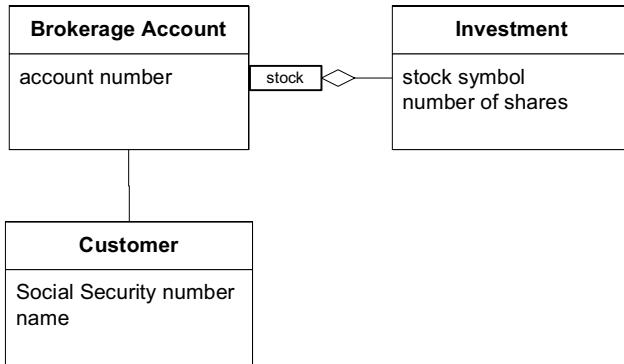 Brokerage Account
account number
stock
Investment
stock symbol
number of shares
Customer
Social Security number
name